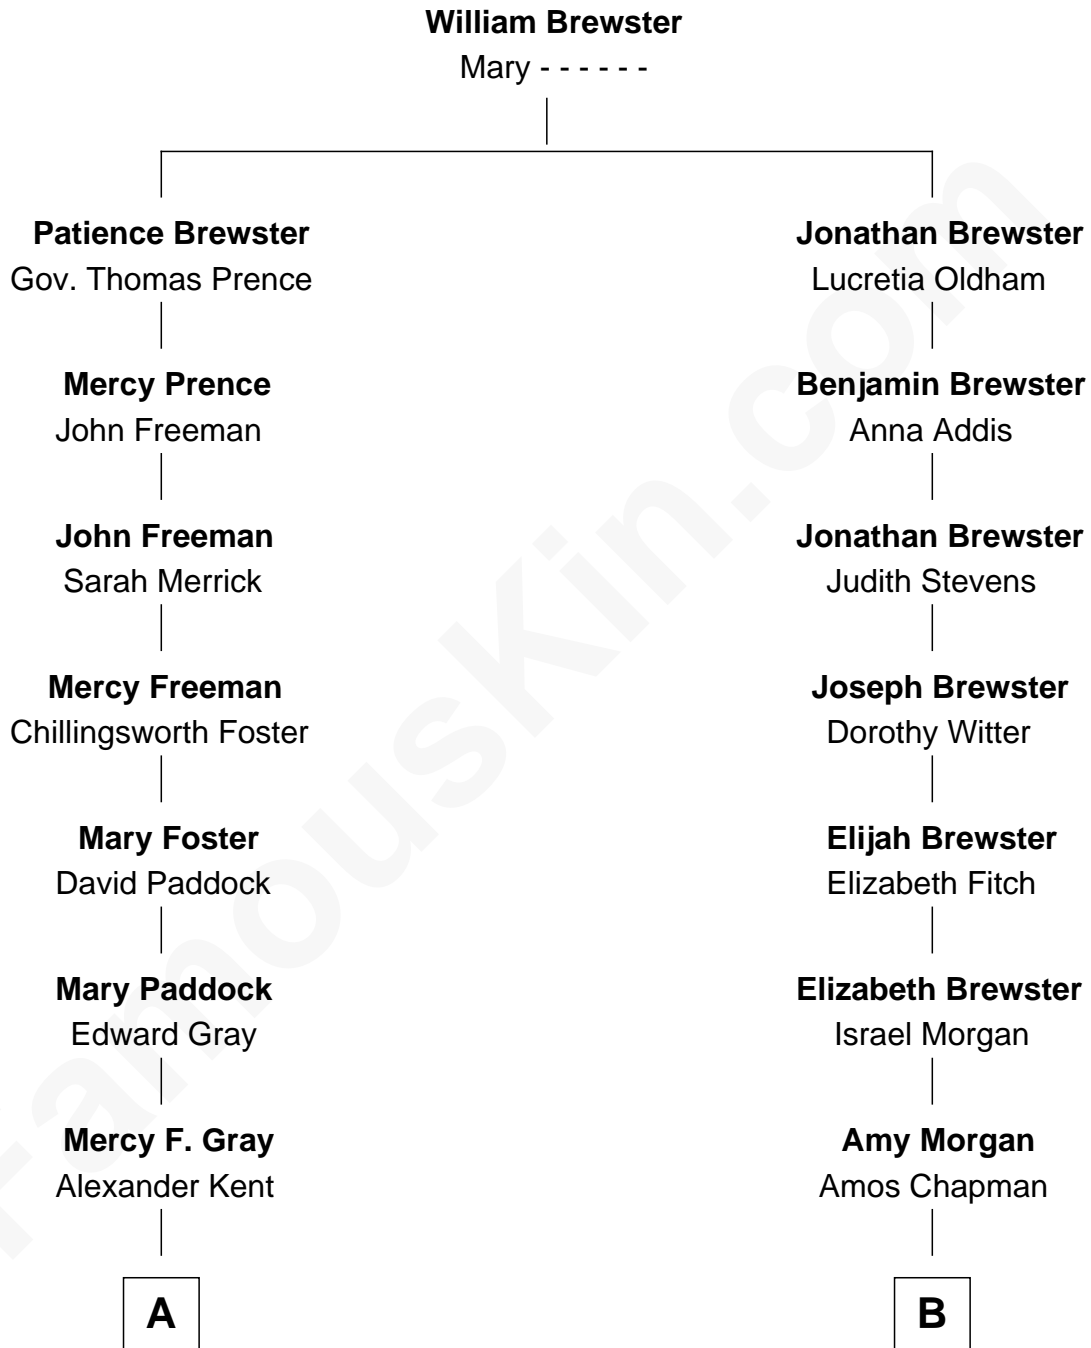 William Brewster
Mary - - - - - -
Patience Brewster
Gov. Thomas Prence
Jonathan Brewster
Lucretia Oldham
Mercy Prence
John Freeman
Benjamin Brewster
Anna Addis
John Freeman
Sarah Merrick
Jonathan Brewster
Judith Stevens
Mercy Freeman
Chillingsworth Foster
Joseph Brewster
Dorothy Witter
Mary Foster
David Paddock
Elijah Brewster
Elizabeth Fitch
Mary Paddock
Edward Gray
Elizabeth Brewster
Israel Morgan
Mercy F. Gray
Alexander Kent
Amy Morgan
Amos Chapman
A
B
FamousKin.com